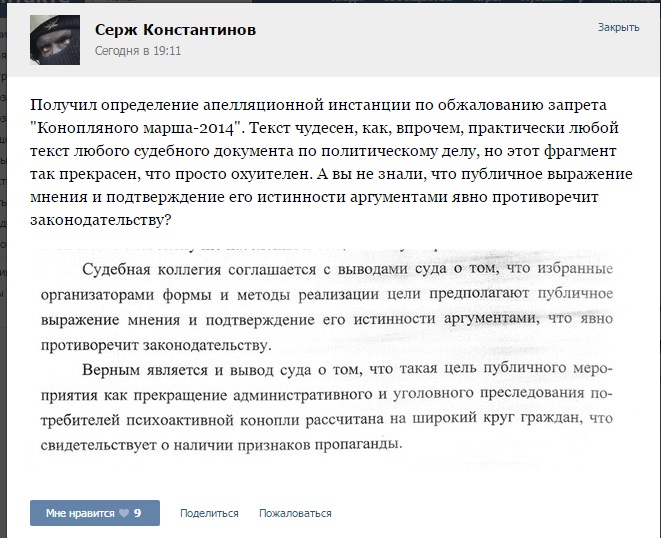 Серж Константинов
Сегодня в 19:11
Закрыть
Получил определение апелляционной инстанции по обжалованию запрета
"Конопляного марша-2014". Текст чудесен, как, впрочем, практически любой
текст любого судебного документа по политическому делу, но этот фрагмент
так прекрасен, что просто охуителен. А вы не знали, что публичное выражение
мнения и подтверждение его истинности аргументами явно противоречит
законодательству?
Судебная коллегия соглашается с выводами суда о том, что избранные
организаторами формы и методы реализации цели предполагают публичное
выражение мнения и подтверждение его истинности аргументами, что явно
противоречит законодательству.
Верным является и вывод суда о том, что такая цель публичного меро-
приятия как прекращение административного и уголовного преследования по-
требителей психоактивной конопли рассчитана на широкий круг граждан, что
свидетельствует о наличии признаков пропаганды.
Мне нравится 9 Поделиться Пожаловаться